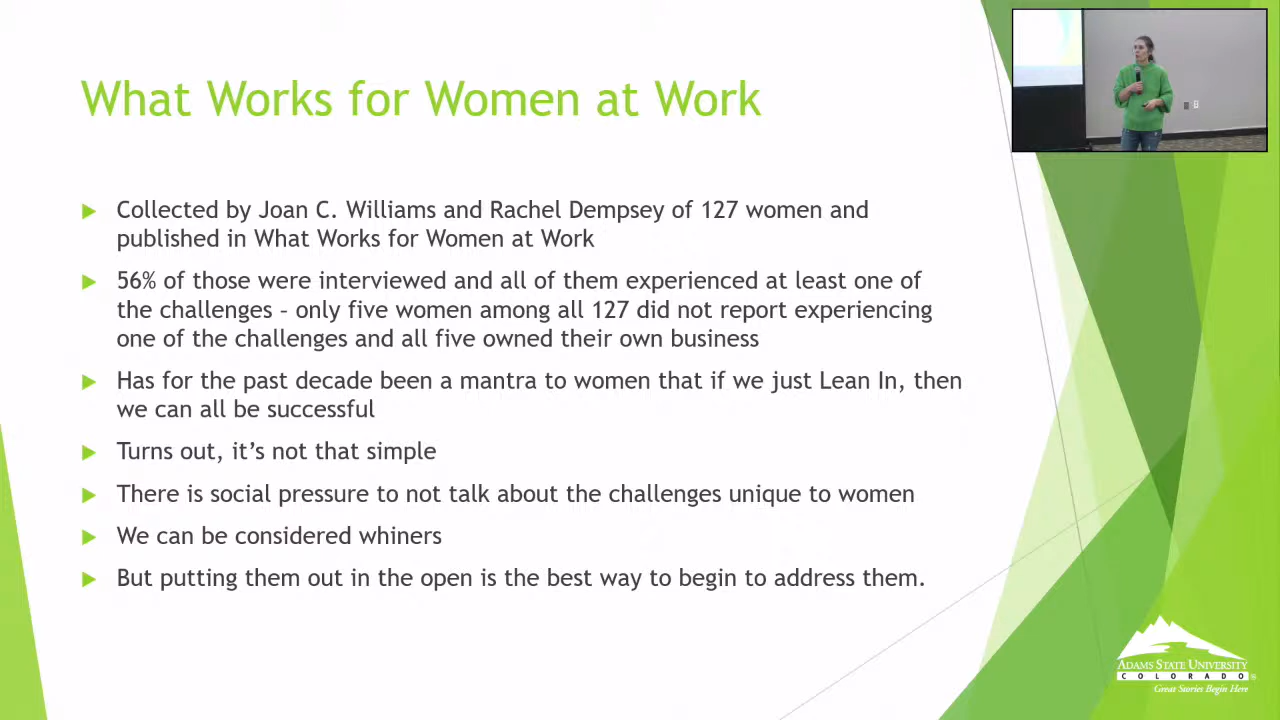 What Works for Women at Work
Collected by Joan C. Williams and Rachel Dempsey of 127 women and
published in What Works for Women at Work
56% of those were interviewed and all of them experienced at least one of
the challenges – only five women among all 127 did not report experiencing
one of the challenges and all five owned their own business
Has for the past decade been a mantra to women that if we just Lean In, then
we can all be successful
Turns out, it's not that simple
There is social pressure to not talk about the challenges unique to women
We can be considered whiners
But putting them out in the open is the best way to begin to address them.
ADAMS STATE UNIVERSITY
COLORADO ®
Great Stories Begin Here